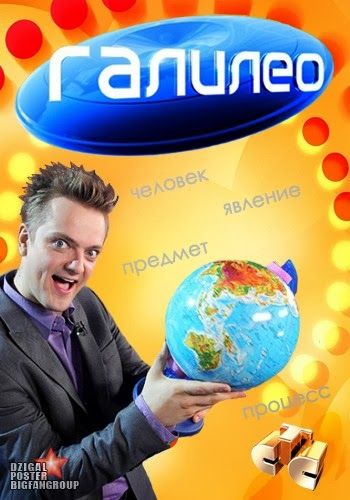 галилео
человек
явление
предмет
процесс
СТС
DZIGAL
POSTER
BIGFANGROUP